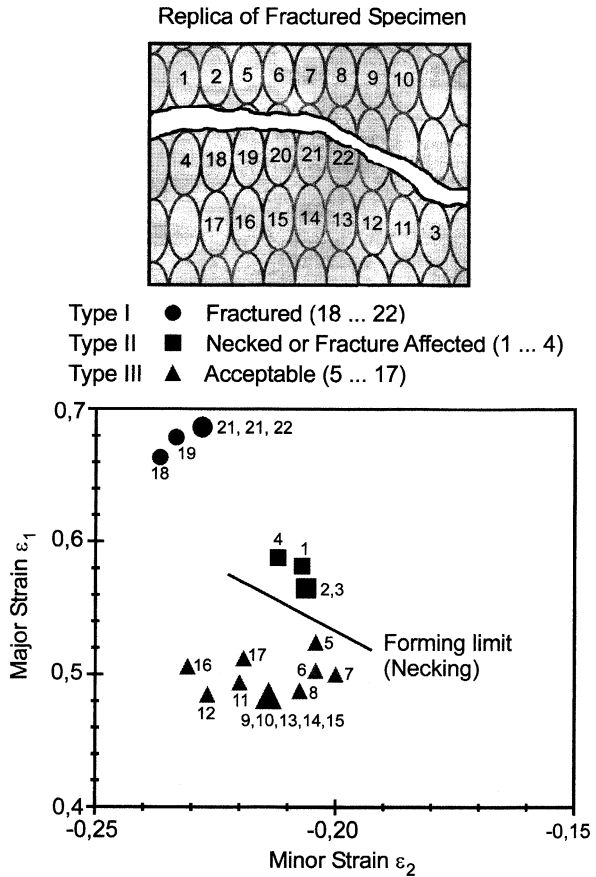 Replica of Fractured Specimen
1 2 5 6 7 8 9 10
4 18 19 20 21 22
17 16 15 14 13 12 11 3
Type I ● Fractured (18 ... 22)
Type II ■ Necked or Fracture Affected (1 ... 4)
Type III ▲ Acceptable (5 ... 17)
0,7
21, 21, 22
19
18
0,6
4
1
2,3
Major Strain ε1
Forming limit
(Necking)
5
17
16
6
7
0,5
11
8
12
9, 10, 13, 14, 15
0,4
-0,25 -0,20 -0,15
Minor Strain ε2